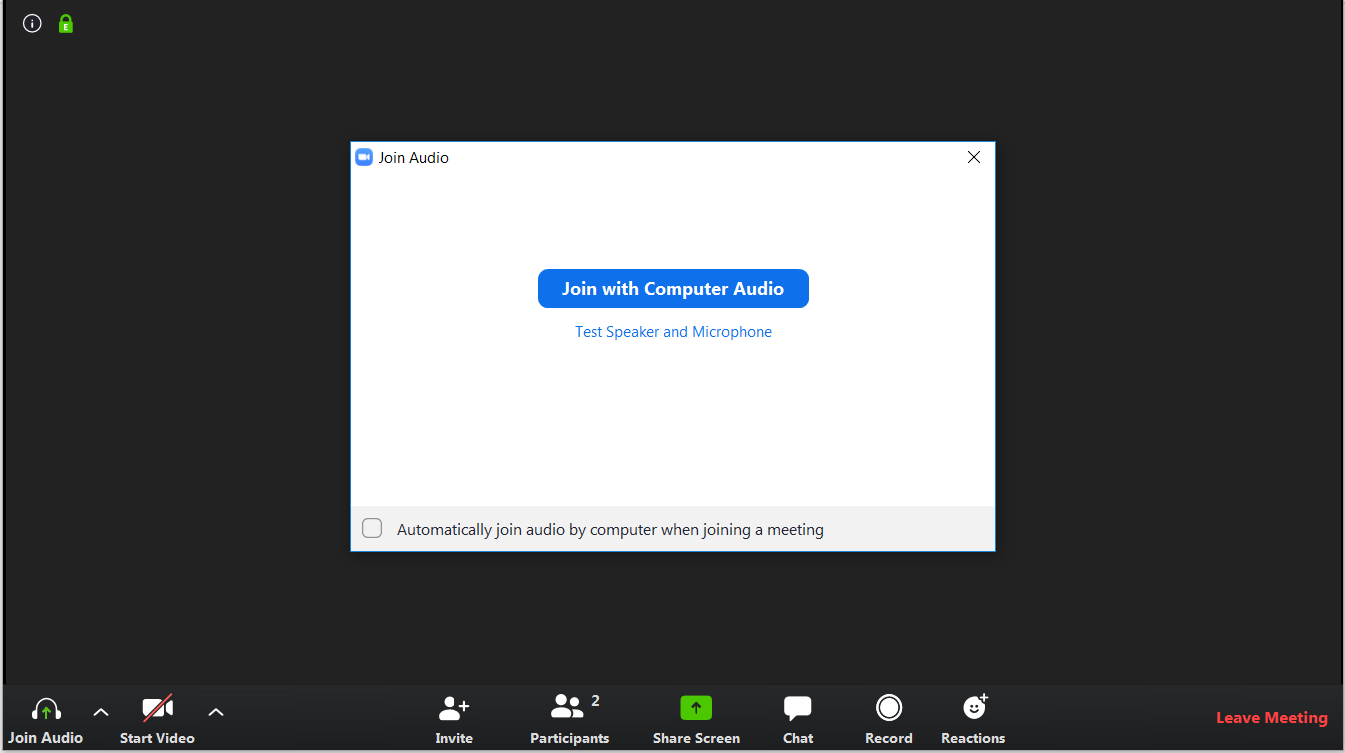 E
Join Audio
Join with Computer Audio
Test Speaker and Microphone
Automatically join audio by computer when joining a meeting
2
Join Audio
Start Video
Invite
Participants
Share Screen
Chat
Record
Reactions
Leave Meeting